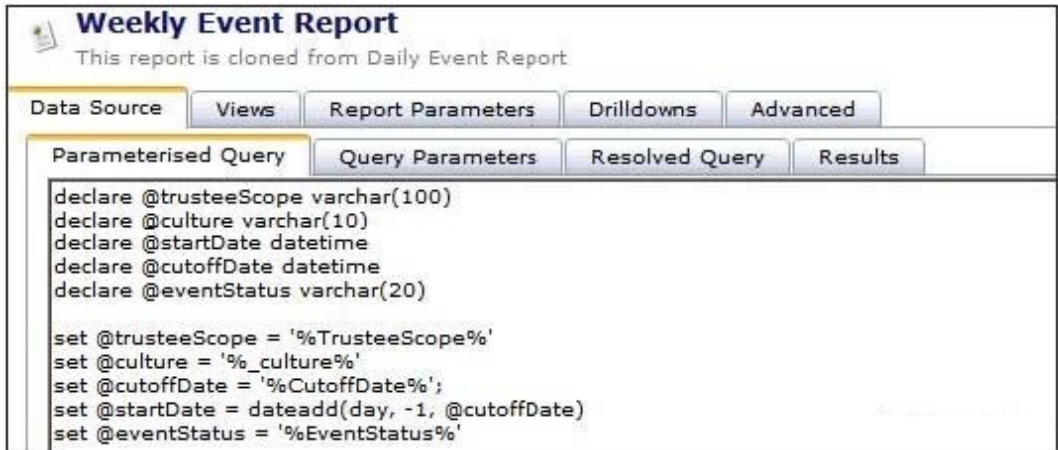 Weekly Event Report
This report is cloned from Daily Event Report
Data Source Views Report Parameters Drilldowns Advanced
Parameterised Query Query Parameters Resolved Query Results
declare @trusteeScope varchar(100)
declare @culture varchar(10)
declare @startDate datetime
declare @cutoffDate datetime
declare @eventStatus varchar(20)
set @trusteeScope = '%TrusteeScope%'
set @culture = '%_culture%'
set @cutoffDate = '%CutoffDate%';
set @startDate = dateadd(day, -1, @cutoffDate)
set @eventStatus = '%EventStatus%'